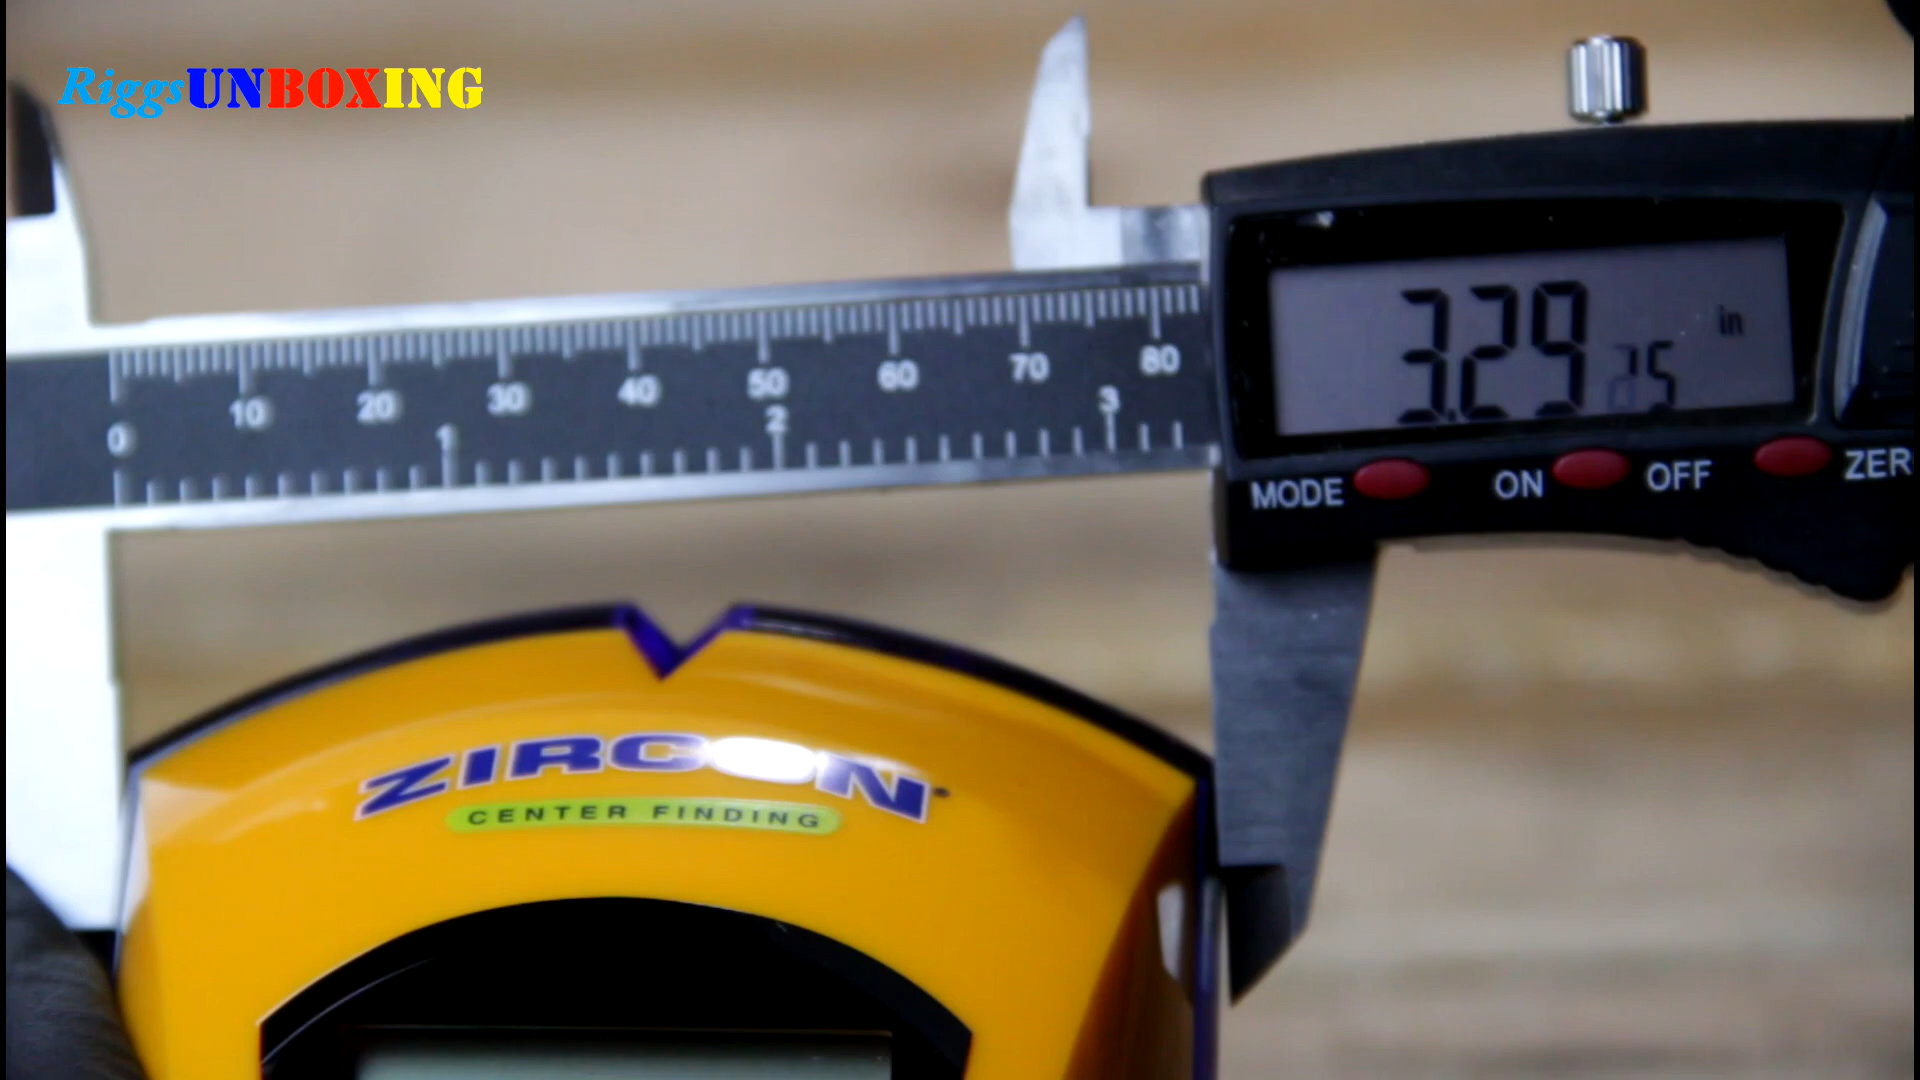 RiggsUNBOXING
3.29 in
0 10 20 30 40 50 60 70 80
1 2 3
MODE ON OFF ZER
ZIRCON
CENTER FINDING